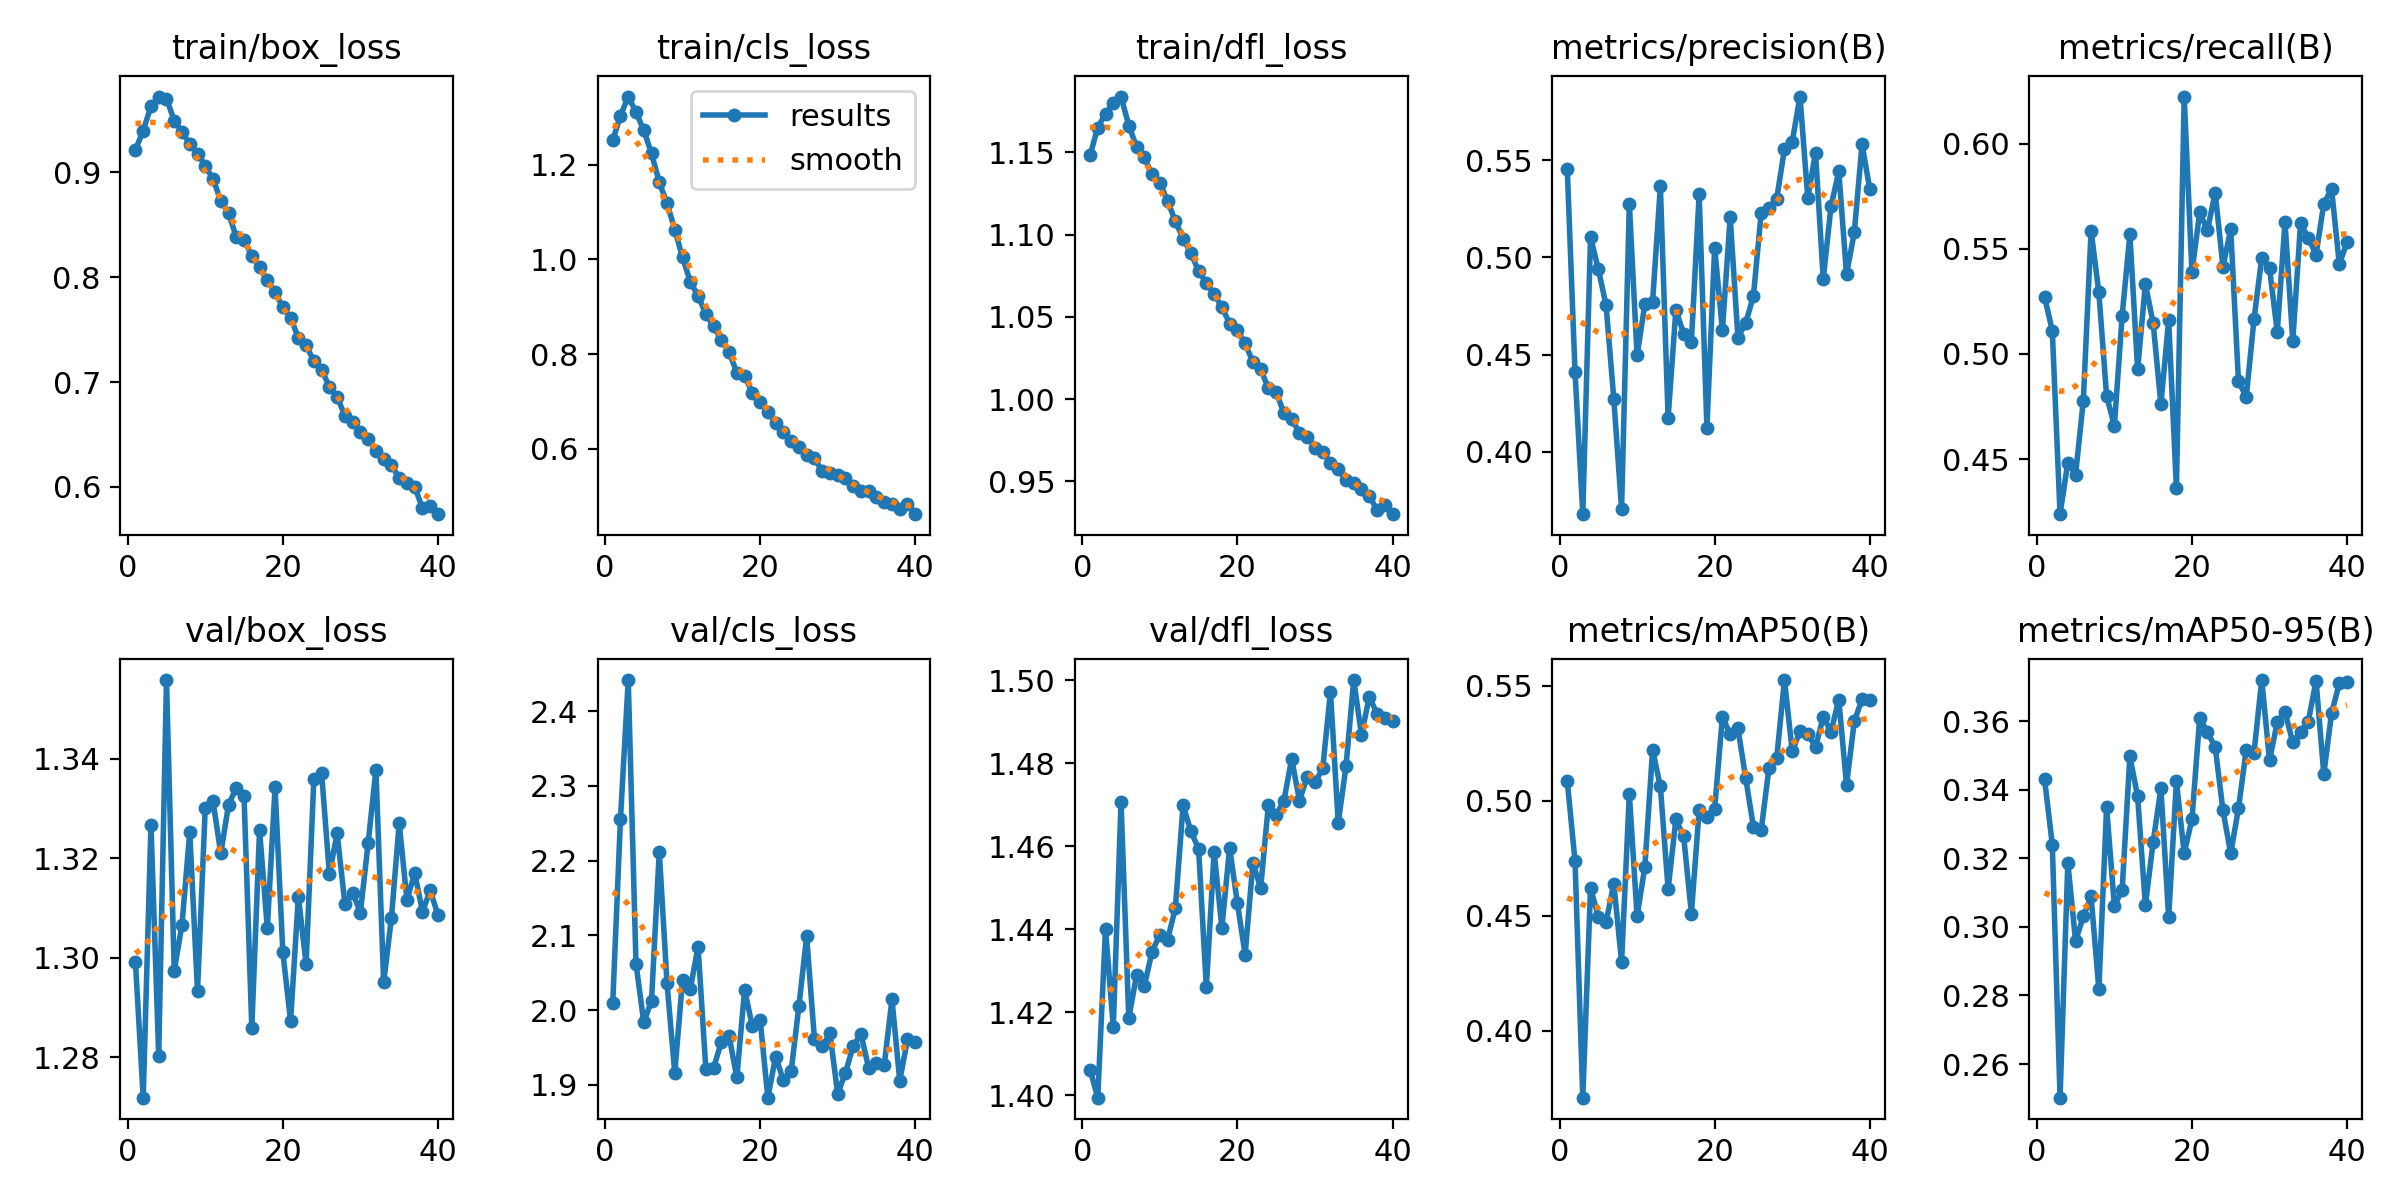 train/box_loss
0.9
0.8
0.7
0.6
0 20 40
train/cls_loss
results
smooth
1.2
1.0
0.8
0.6
0 20 40
train/dfl_loss
1.15
1.10
1.05
1.00
0.95
0 20 40
metrics/precision(B)
0.55
0.50
0.45
0.40
0 20 40
metrics/recall(B)
0.60
0.55
0.50
0.45
0 20 40
val/box_loss
1.34
1.32
1.30
1.28
0 20 40
val/cls_loss
2.4
2.3
2.2
2.1
2.0
1.9
0 20 40
val/dfl_loss
1.50
1.48
1.46
1.44
1.42
1.40
0 20 40
metrics/mAP50(B)
0.55
0.50
0.45
0.40
0 20 40
metrics/mAP50-95(B)
0.36
0.34
0.32
0.30
0.28
0.26
0 20 40